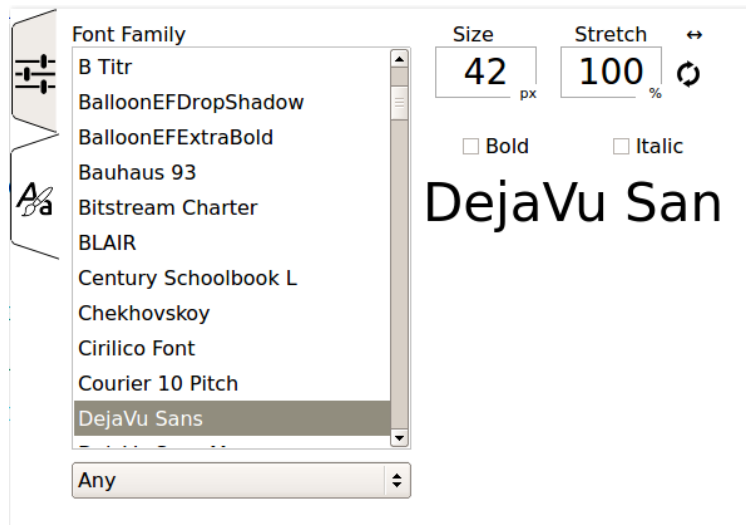 Font Family
B Titr
BalloonEFDropShadow
BalloonEFExtraBold
Bauhaus 93
Bitstream Charter
BLAIR
Century Schoolbook L
Chekhovskoy
Cirilico Font
Courier 10 Pitch
DejaVu Sans
Any
Size
42
px
Stretch
↔
100
%
Bold
Italic
DejaVu San